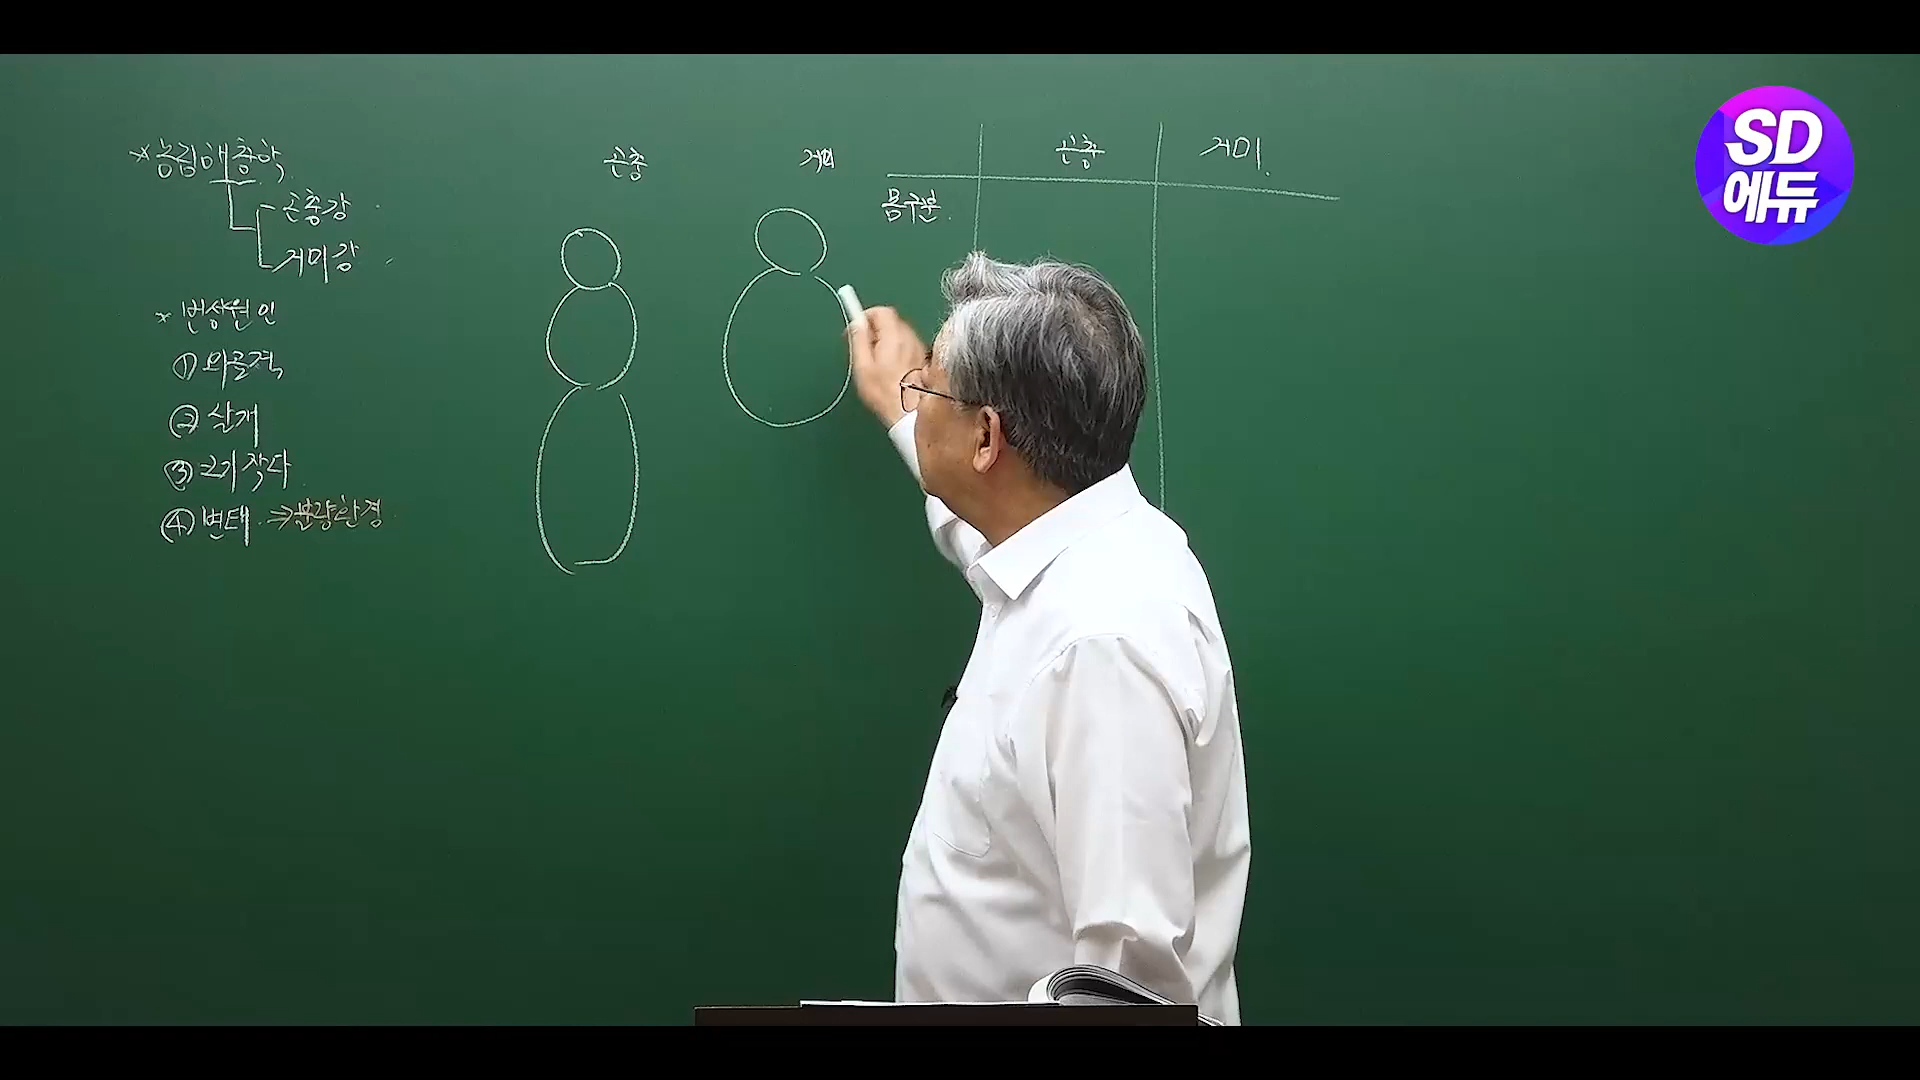 * 농림해충학
곤충강
거미강
* 번성원인
① 외골격
② 날개
③ 크기 작다
④ 변태 → 불량환경
곤충 거미
곤충 거미
몸구분
SD
에듀